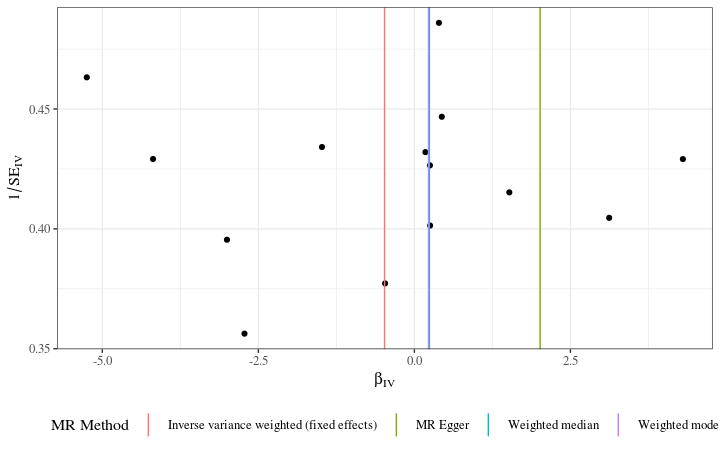 0.45
0.40
0.35
1/SE_IV
-5.0 -2.5 0.0 2.5
β_IV
MR Method Inverse variance weighted (fixed effects) MR Egger Weighted median Weighted mode